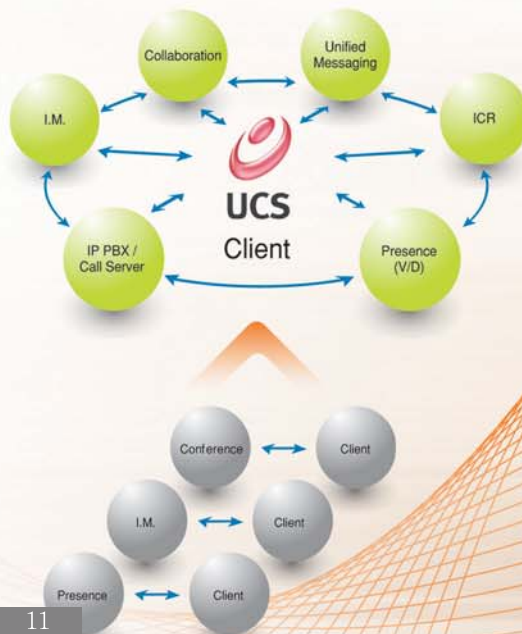 Collaboration
Unified
Messaging
I.M.
ICR
UCS
Client
IP PBX /
Call Server
Presence
(V/D)
Conference
Client
I.M.
Client
Presence
Client
11